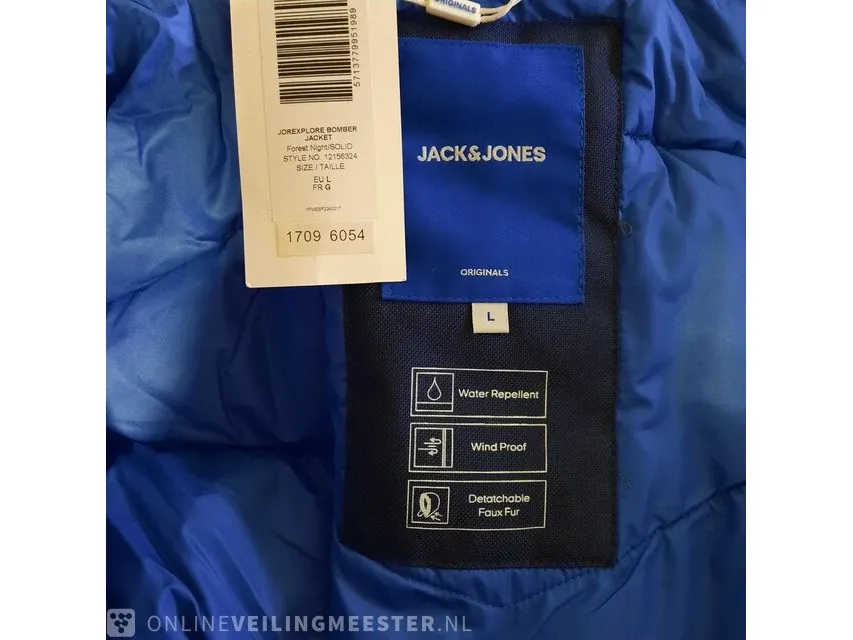 ORIGINALS
5713779951989
JOREXPLORE BOMBER
JACKET
Forest Night/SOLID
STYLE NO. 12156324
SIZE / TAILLE
EU L
FR G
1709 6054
JACK&JONES
ORIGINALS
L
Water Repellent
Wind Proof
Detatchable
Faux Fur
ONLINEVEILINGMEESTER.NL